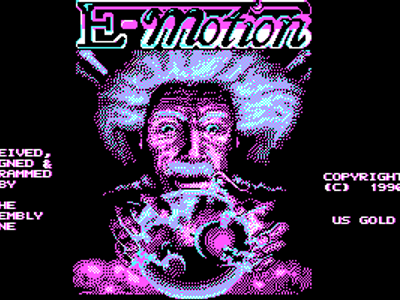 E-Motion
EIVED,
GNED &
RAMMED
BY
HE
EMBLY
NE
COPYRIGHT
(C) 1990
US GOLD